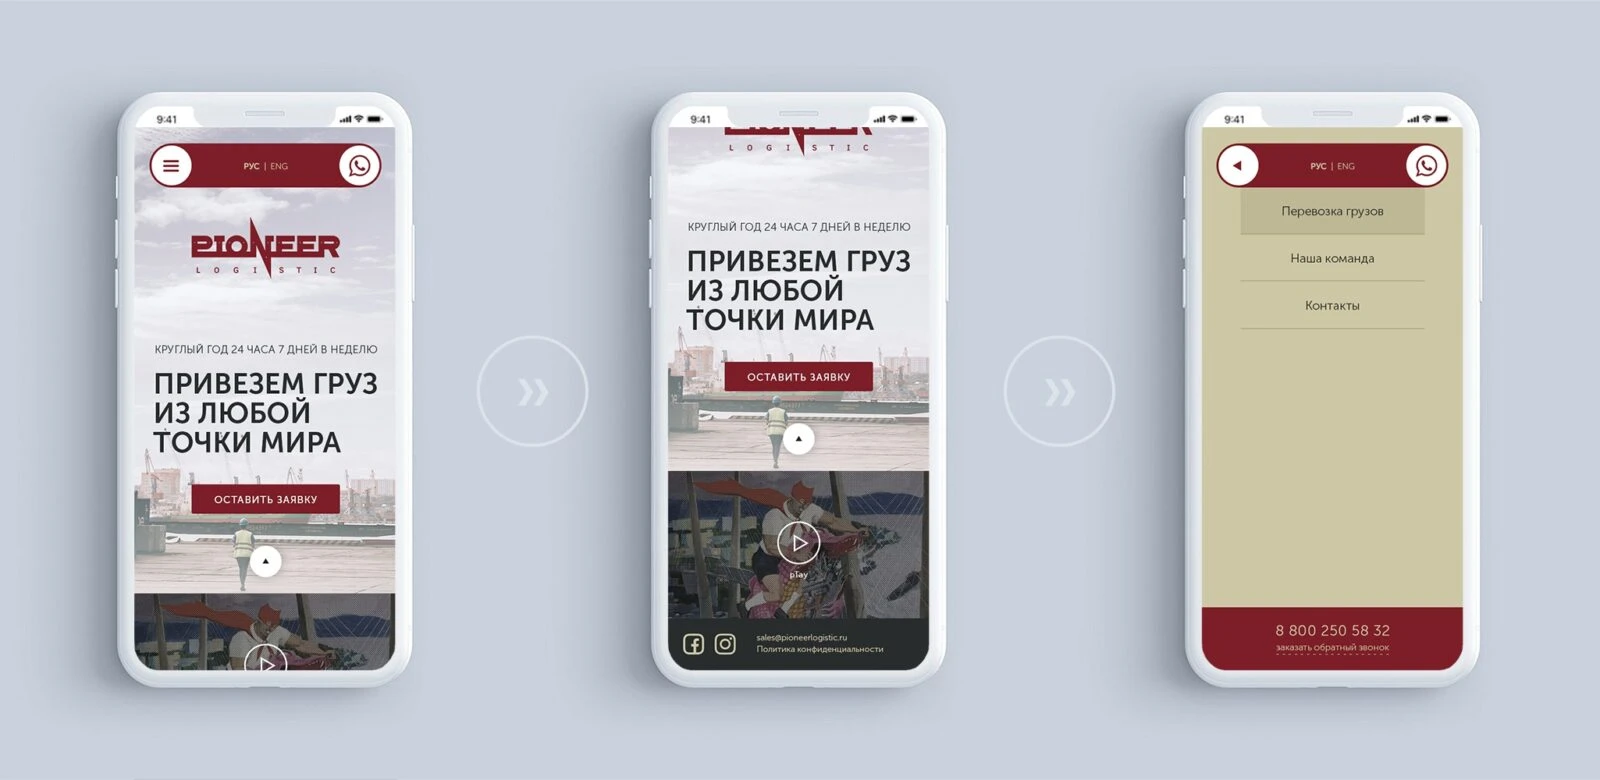 9:41
РУС | ENG
PIONEER
LOGISTIC
КРУГЛЫЙ ГОД 24 ЧАСА 7 ДНЕЙ В НЕДЕЛЮ
ПРИВЕЗЕМ ГРУЗ
ИЗ ЛЮБОЙ
ТОЧКИ МИРА
ОСТАВИТЬ ЗАЯВКУ
9:41
PIONEER
LOGISTIC
КРУГЛЫЙ ГОД 24 ЧАСА 7 ДНЕЙ В НЕДЕЛЮ
ПРИВЕЗЕМ ГРУЗ
ИЗ ЛЮБОЙ
ТОЧКИ МИРА
ОСТАВИТЬ ЗАЯВКУ
play
sales@pioneerlogistic.ru
Политика конфиденциальности
9:41
РУС | ENG
Перевозка грузов
Наша команда
Контакты
8 800 250 58 32
заказать обратный звонок